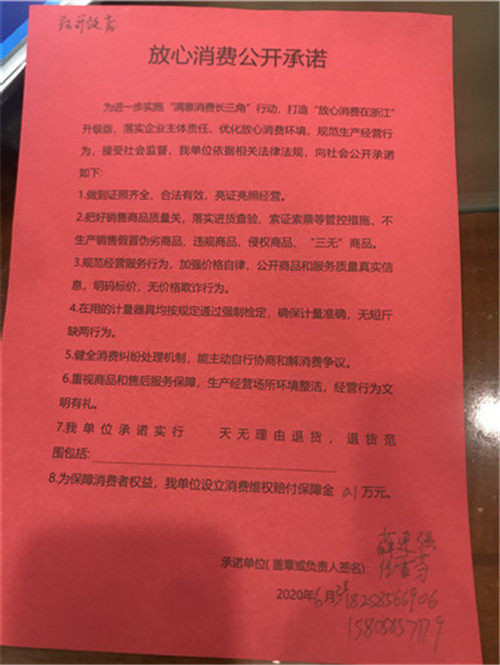 放心消费公开承诺
为进一步实施“满意消费长三角”行动，打造“放心消费在浙江”
升级版，落实企业主体责任，优化放心消费环境，规范生产经营行
为，接受社会监督，我单位依据相关法律法规，向社会公开承诺
如下:
1.做到证照齐全、合法有效，亮证亮照经营。
2.把好销售商品质量关，落实进货查验、索证索票等管控措施，不
生产销售假冒伪劣商品、违规商品、侵权商品、“三无”商品。
3.规范经营服务行为，加强价格自律，公开商品和服务质量真实信
息，明码标价，无价格欺诈行为。
4.在用的计量器具均按规定通过强制检定，确保计量准确，无短斤
缺两行为。
5.健全消费纠纷处理机制，能主动自行协商和解消费争议。
6.重视商品和售后服务保障，生产经营场所环境整洁，经营行为文
明有礼。
7.我单位承诺实行 天无理由退货，退货范
围包括:
8.为保障消费者权益，我单位设立消费维权赔付保障金 0.1 万元。
承诺单位(盖章或负责人签名):
2020年6月
18258566906